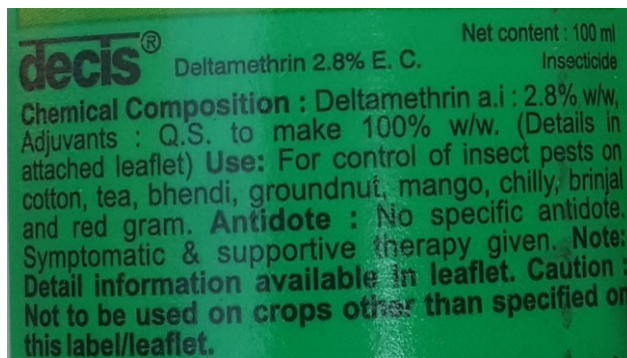 Net content : 100 ml
decis®
Deltamethrin 2.8% E. C.
Insecticide
Chemical Composition : Deltamethrin a.i : 2.8% w/w,
Adjuvants : Q.S. to make 100% w/w. (Details in
attached leaflet) Use: For control of insect pests on
cotton, tea, bhendi, groundnut, mango, chilly, brinjal
and red gram. Antidote : No specific antidote.
Symptomatic & supportive therapy given. Note:
Detail information available in leaflet. Caution :
Not to be used on crops other than specified on
this label/leaflet.